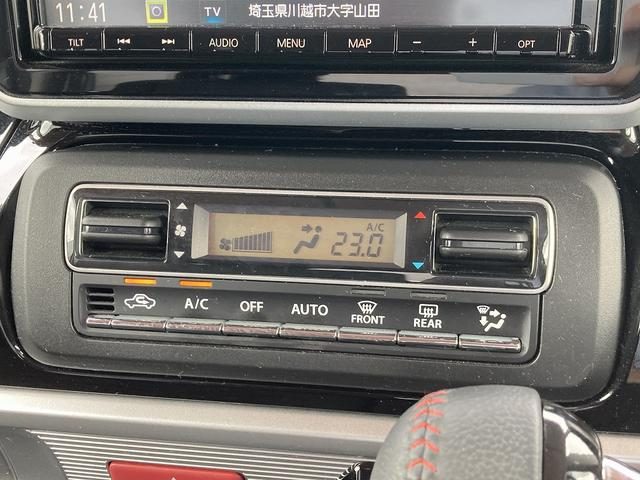 11:41 TV 埼玉県川越市大字山田
TILT AUDIO MENU MAP − + OPT
A/C
23.0
A/C OFF AUTO FRONT REAR